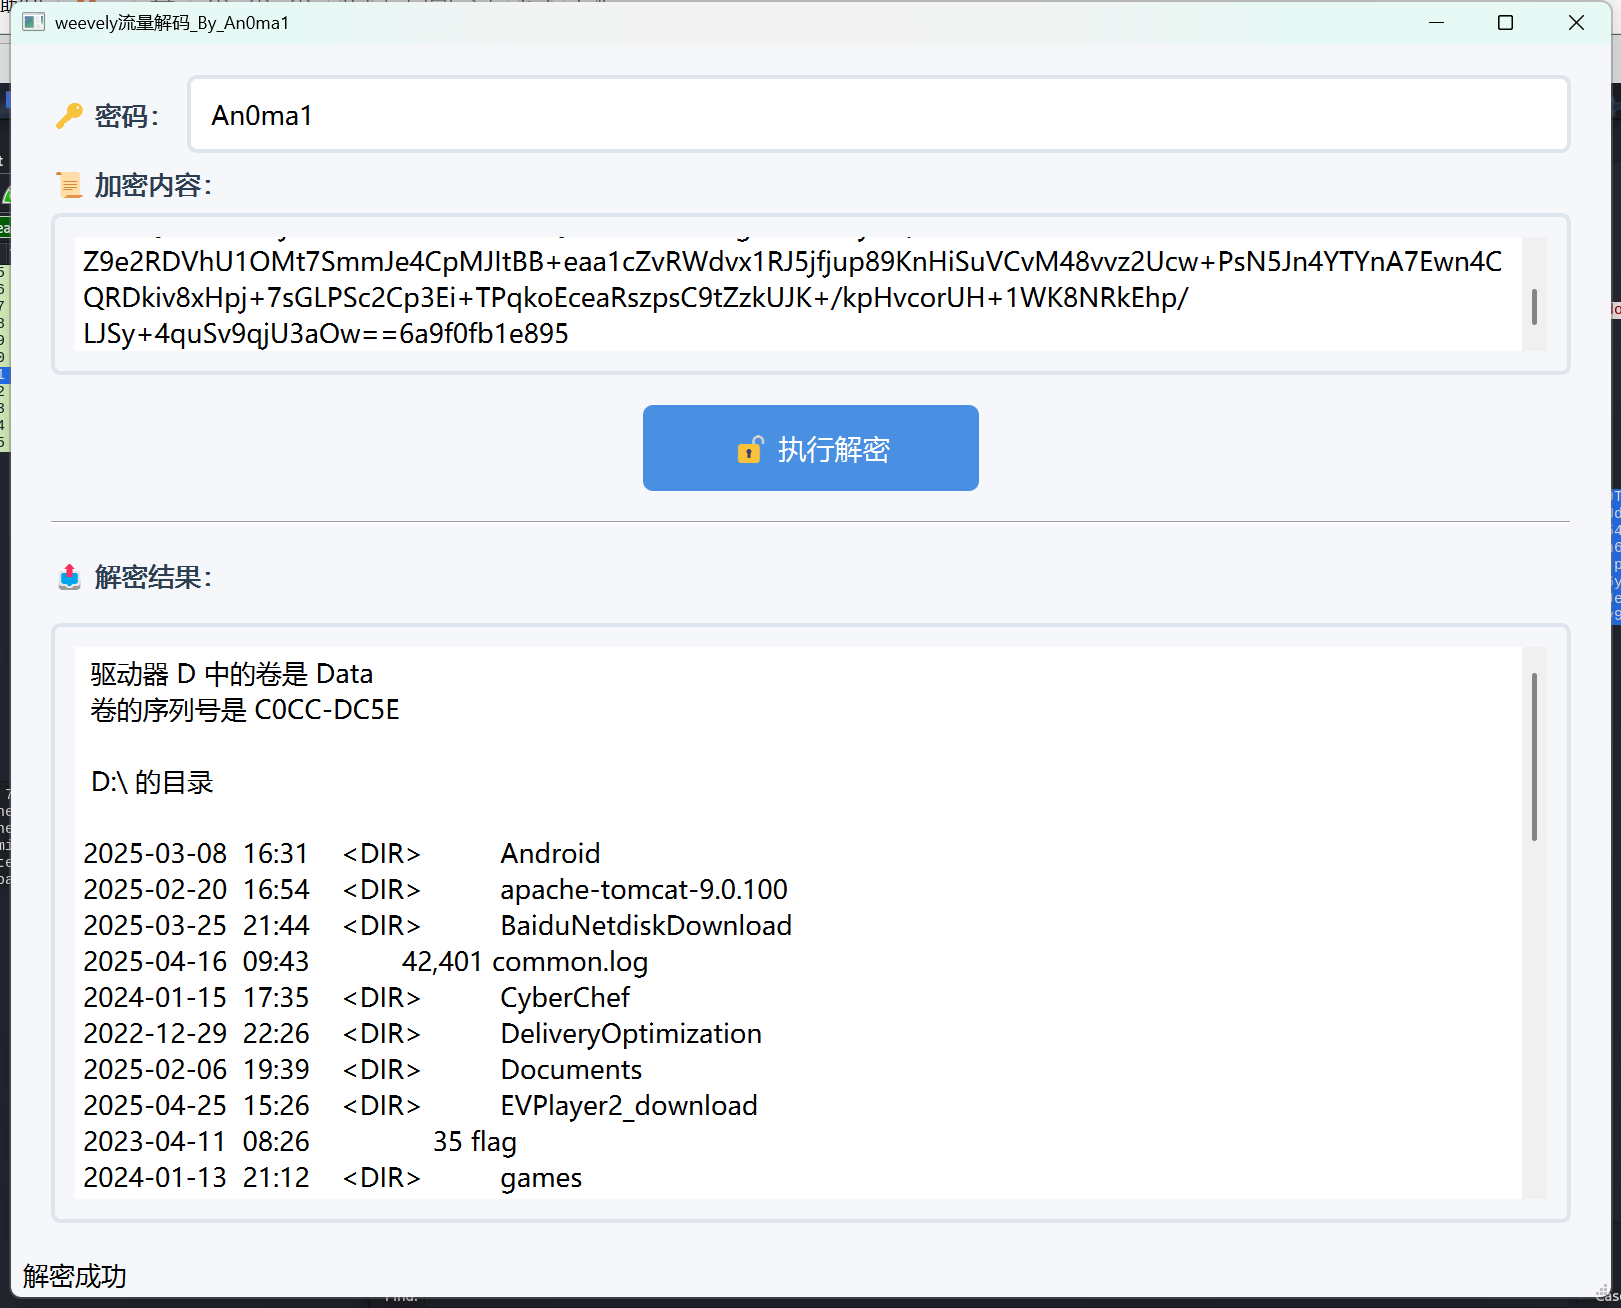 weevely流量解码_By_An0ma1
密码：
An0ma1
加密内容：
Z9e2RDVhU1OMt7SmmJe4CpMJItBB+eaa1cZvRWdvx1RJ5jfjup89KnHiSuVCvM48vvz2Ucw+PsN5Jn4YTYnA7Ewn4C
QRDkiv8xHpj+7sGLPSc2Cp3Ei+TPqkoEceaRszpsC9tZzkUJK+/kpHvcorUH+1WK8NRkEhp/
LJSy+4quSv9qjU3aOw==6a9f0fb1e895
执行解密
解密结果：
驱动器 D 中的卷是 Data
卷的序列号是 C0CC-DC5E
D:\ 的目录
2025-03-08 16:31 <DIR> Android
2025-02-20 16:54 <DIR> apache-tomcat-9.0.100
2025-03-25 21:44 <DIR> BaiduNetdiskDownload
2025-04-16 09:43 42,401 common.log
2024-01-15 17:35 <DIR> CyberChef
2022-12-29 22:26 <DIR> DeliveryOptimization
2025-02-06 19:39 <DIR> Documents
2025-04-25 15:26 <DIR> EVPlayer2_download
2023-04-11 08:26 35 flag
2024-01-13 21:12 <DIR> games
解密成功